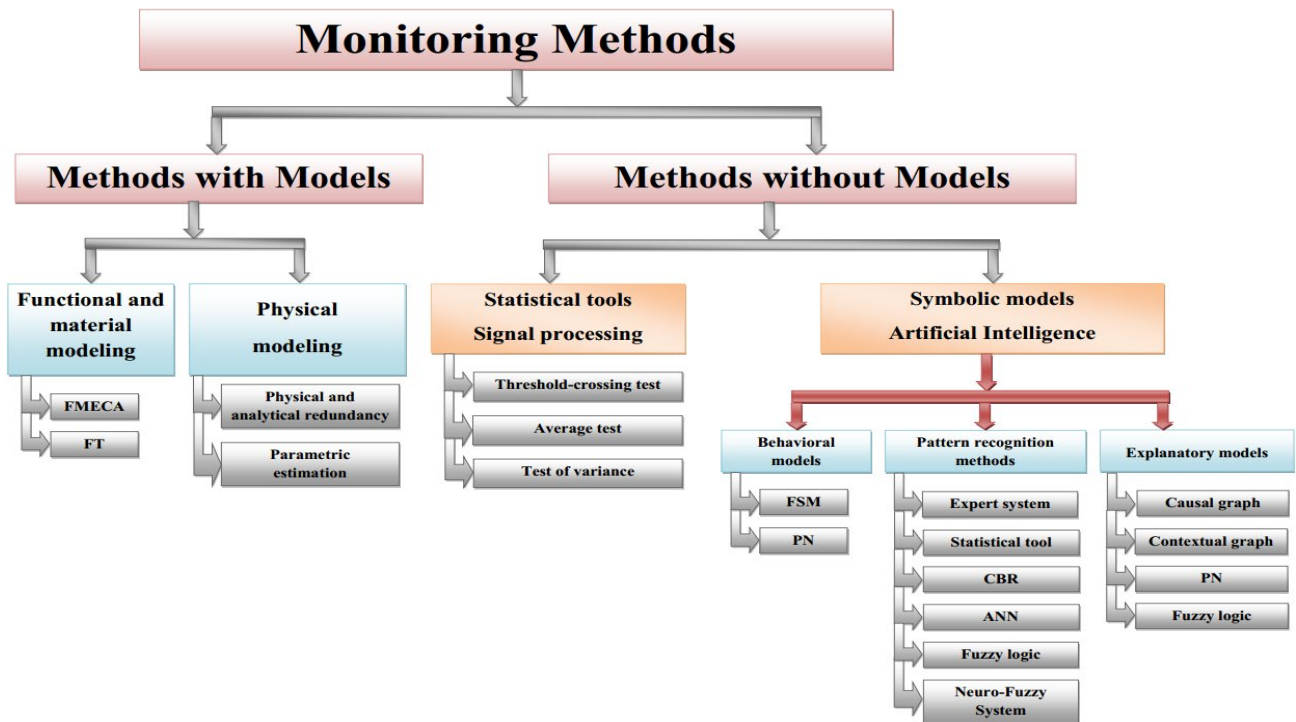 Monitoring Methods
Methods with Models
Methods without Models
Functional and
material
modeling
FMECA
FT
Physical
modeling
Physical and
analytical redundancy
Parametric
estimation
Statistical tools
Signal processing
Threshold-crossing test
Average test
Test of variance
Symbolic models
Artificial Intelligence
Behavioral
models
FSM
PN
Pattern recognition
methods
Expert system
Statistical tool
CBR
ANN
Fuzzy logic
Neuro-Fuzzy
System
Explanatory models
Causal graph
Contextual graph
PN
Fuzzy logic